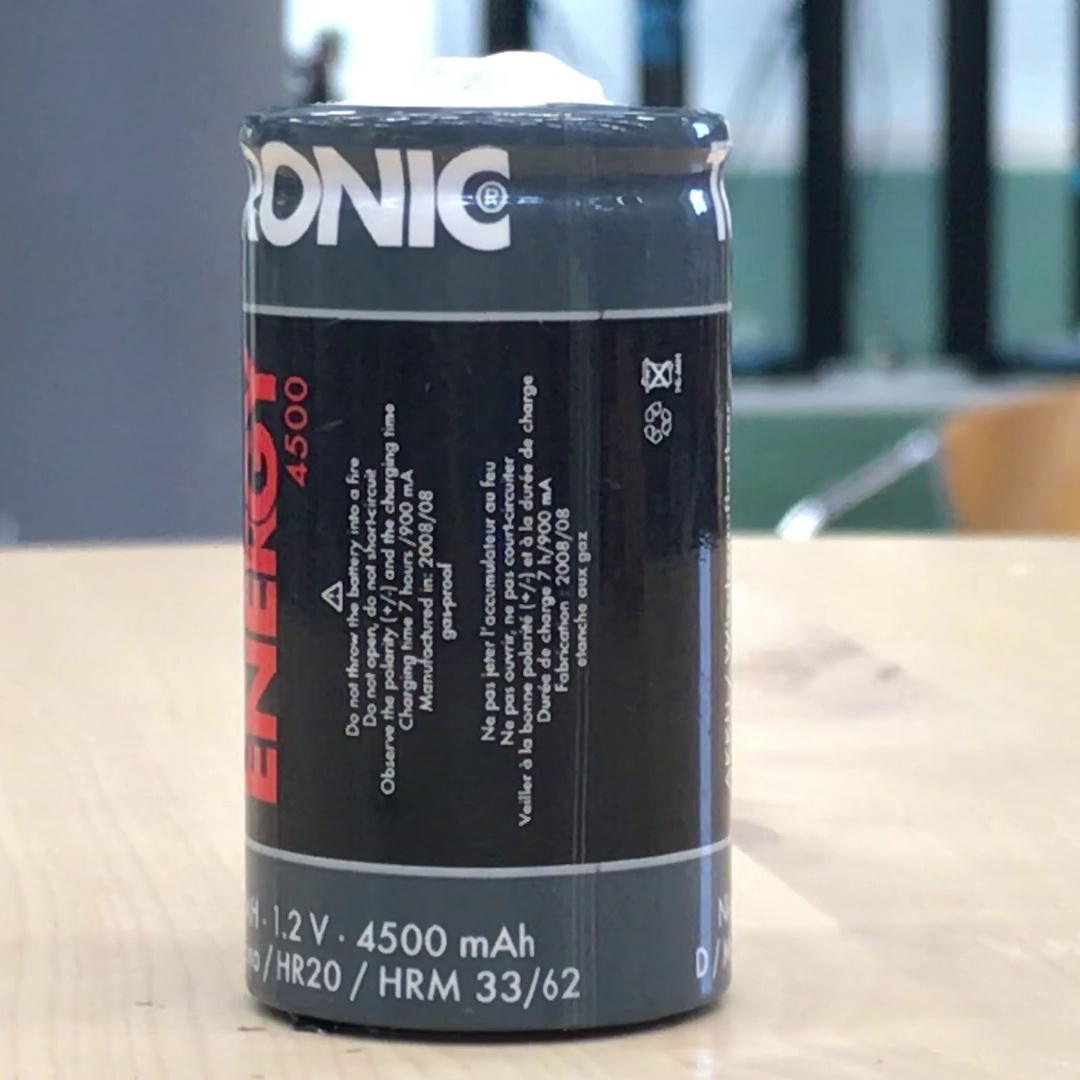 RONIC
ENERGY
4500
Do not throw the battery into a fire
Do not open, do not short-circuit
Observe the polarity (+/-) and the charging time
Charging time 7 hours /900 mA
Manufactured in: 2008/08
gas-proof
Ne pas jeter l'accumulateur au feu
Ne pas ouvrir, ne pas court-circuiter
Veiller à la bonne polarité (+/-) et à la durée de charge
Durée de charge 7 h/900 mA
Fabrication : 2008/08
etanche aux gaz
H · 1.2 V · 4500 mAh
/ HR20 / HRM 33/62
D /